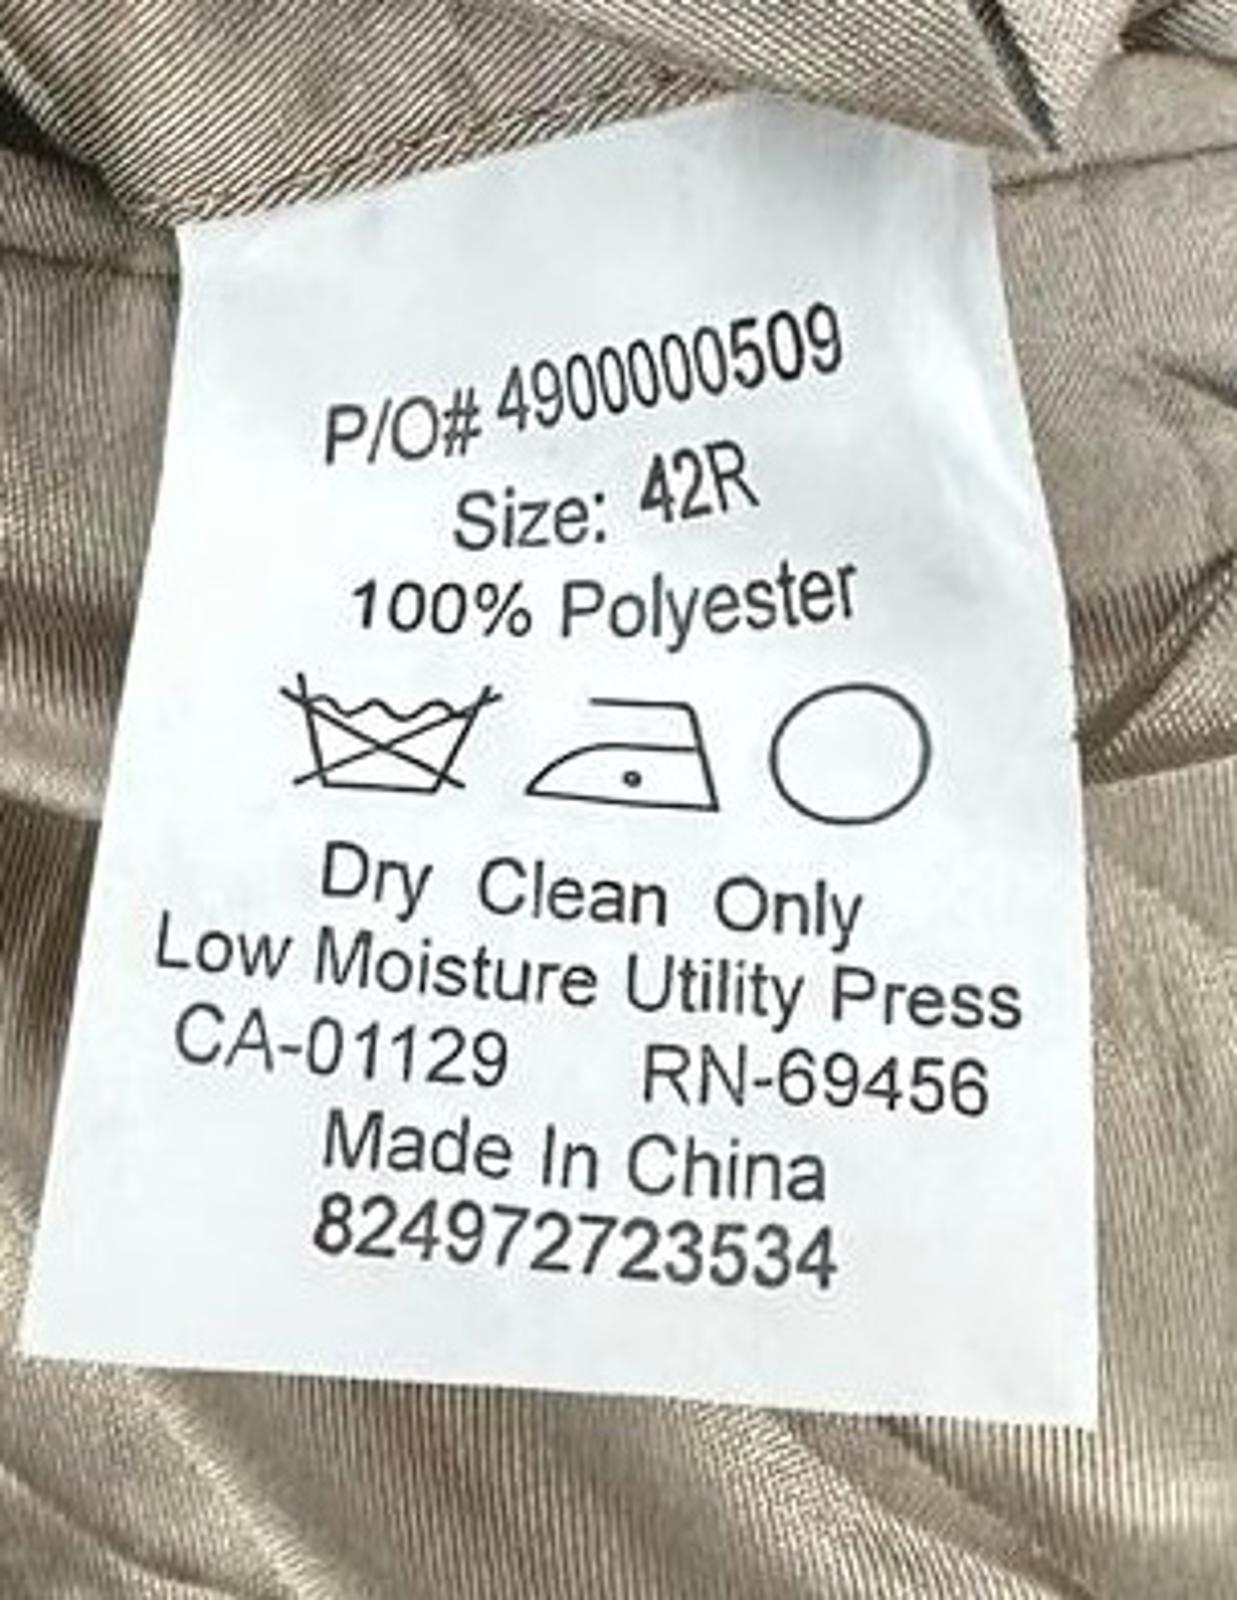 P/O# 4900000509
Size: 42R
100% Polyester
Dry Clean Only
Low Moisture Utility Press
CA-01129 RN-69456
Made In China
824972723534